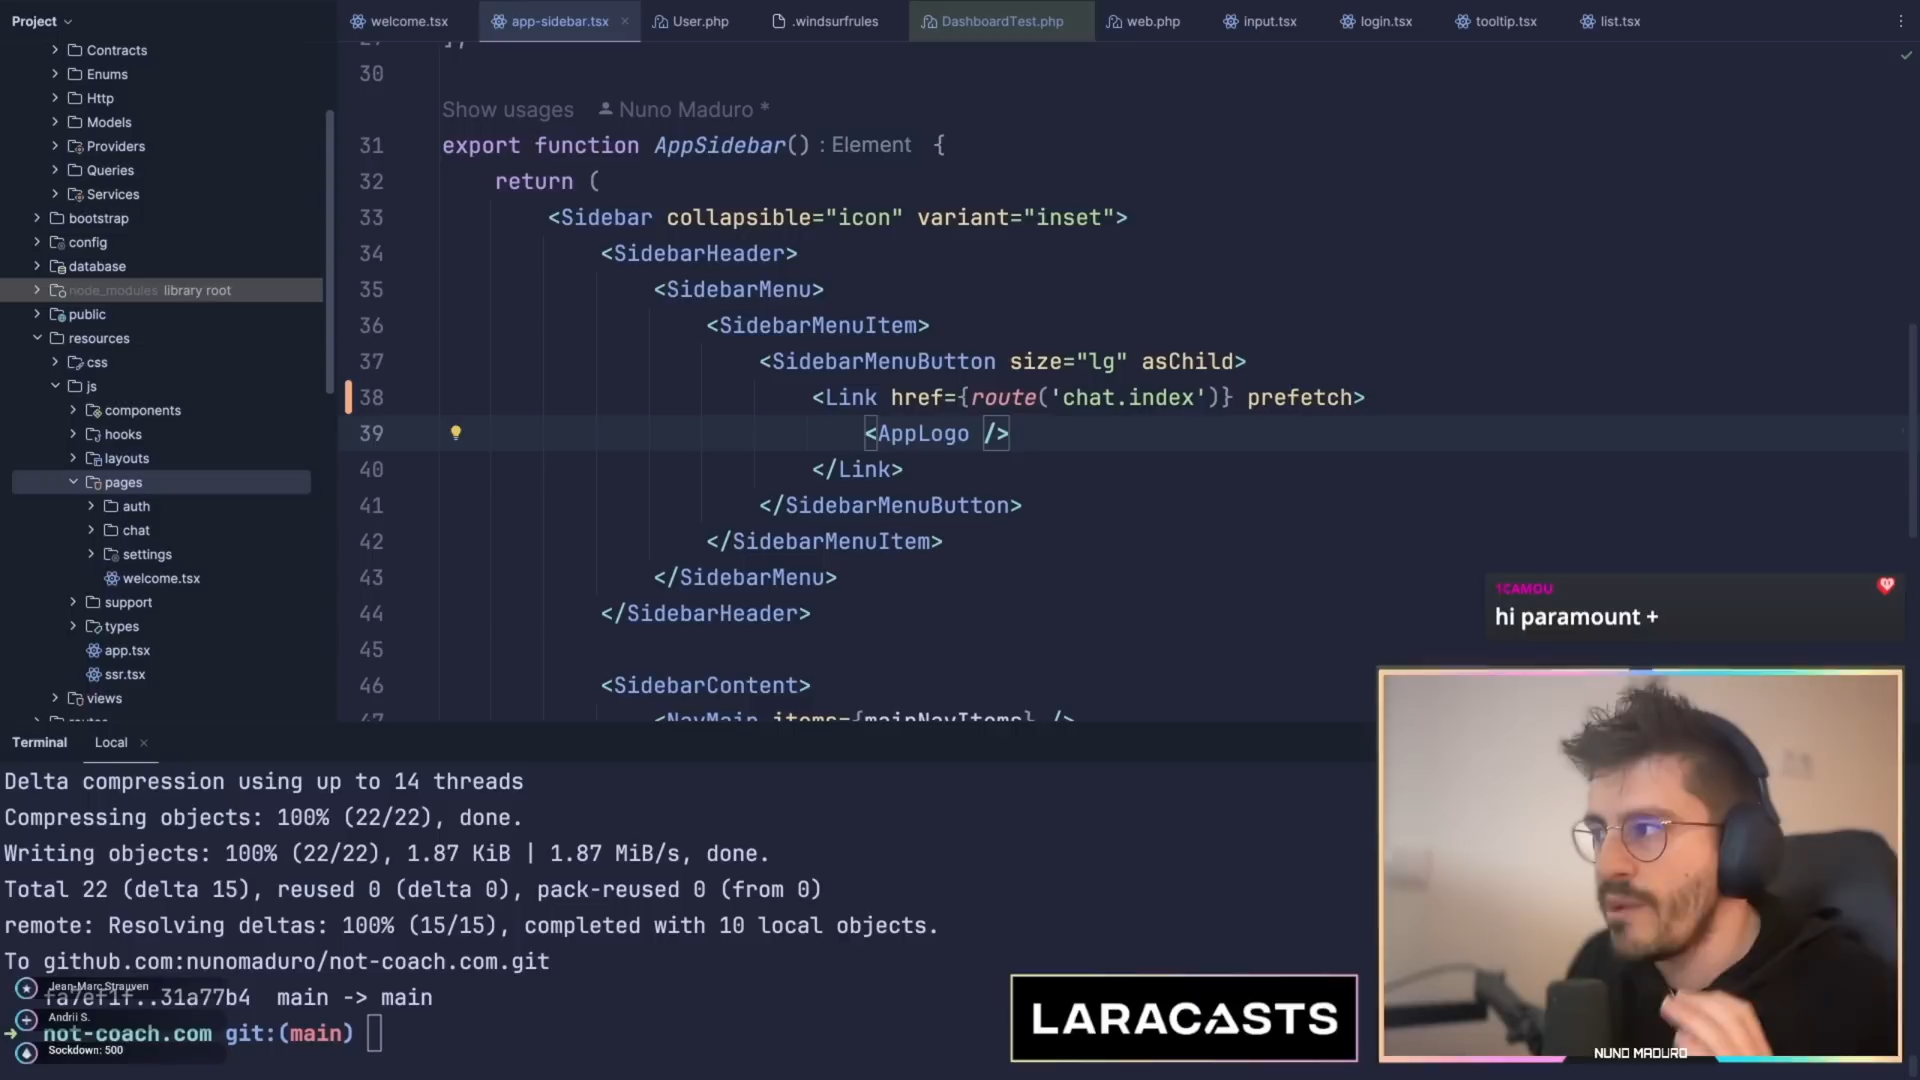 Project
welcome.tsx
app-sidebar.tsx
User.php
.windsurfrules
DashboardTest.php
web.php
input.tsx
login.tsx
tooltip.tsx
list.tsx
Contracts
Enums
Http
Models
Providers
Queries
Services
bootstrap
config
database
node_modules library root
public
resources
css
js
components
hooks
layouts
pages
auth
chat
settings
welcome.tsx
support
types
app.tsx
ssr.tsx
views
30
Show usages Nuno Maduro *
31 export function AppSidebar() : Element {
32 return (
33 <Sidebar collapsible="icon" variant="inset">
34 <SidebarHeader>
35 <SidebarMenu>
36 <SidebarMenuItem>
37 <SidebarMenuButton size="lg" asChild>
38 <Link href={route('chat.index')} prefetch>
39 <AppLogo />
40 </Link>
41 </SidebarMenuButton>
42 </SidebarMenuItem>
43 </SidebarMenu>
44 </SidebarHeader>
45
46 <SidebarContent>
47 <NavMain items={mainNavItems} />
1CAMOU
hi paramount +
Terminal Local
Delta compression using up to 14 threads
Compressing objects: 100% (22/22), done.
Writing objects: 100% (22/22), 1.87 KiB | 1.87 MiB/s, done.
Total 22 (delta 15), reused 0 (delta 0), pack-reused 0 (from 0)
remote: Resolving deltas: 100% (15/15), completed with 10 local objects.
To github.com:nunomaduro/not-coach.com.git
Jean-Marc Strauven
fa7ef1f..31a77b4 main -> main
Andrii S.
not-coach.com git:(main)
Sockdown: 500
LARACASTS
NUNO MADURO